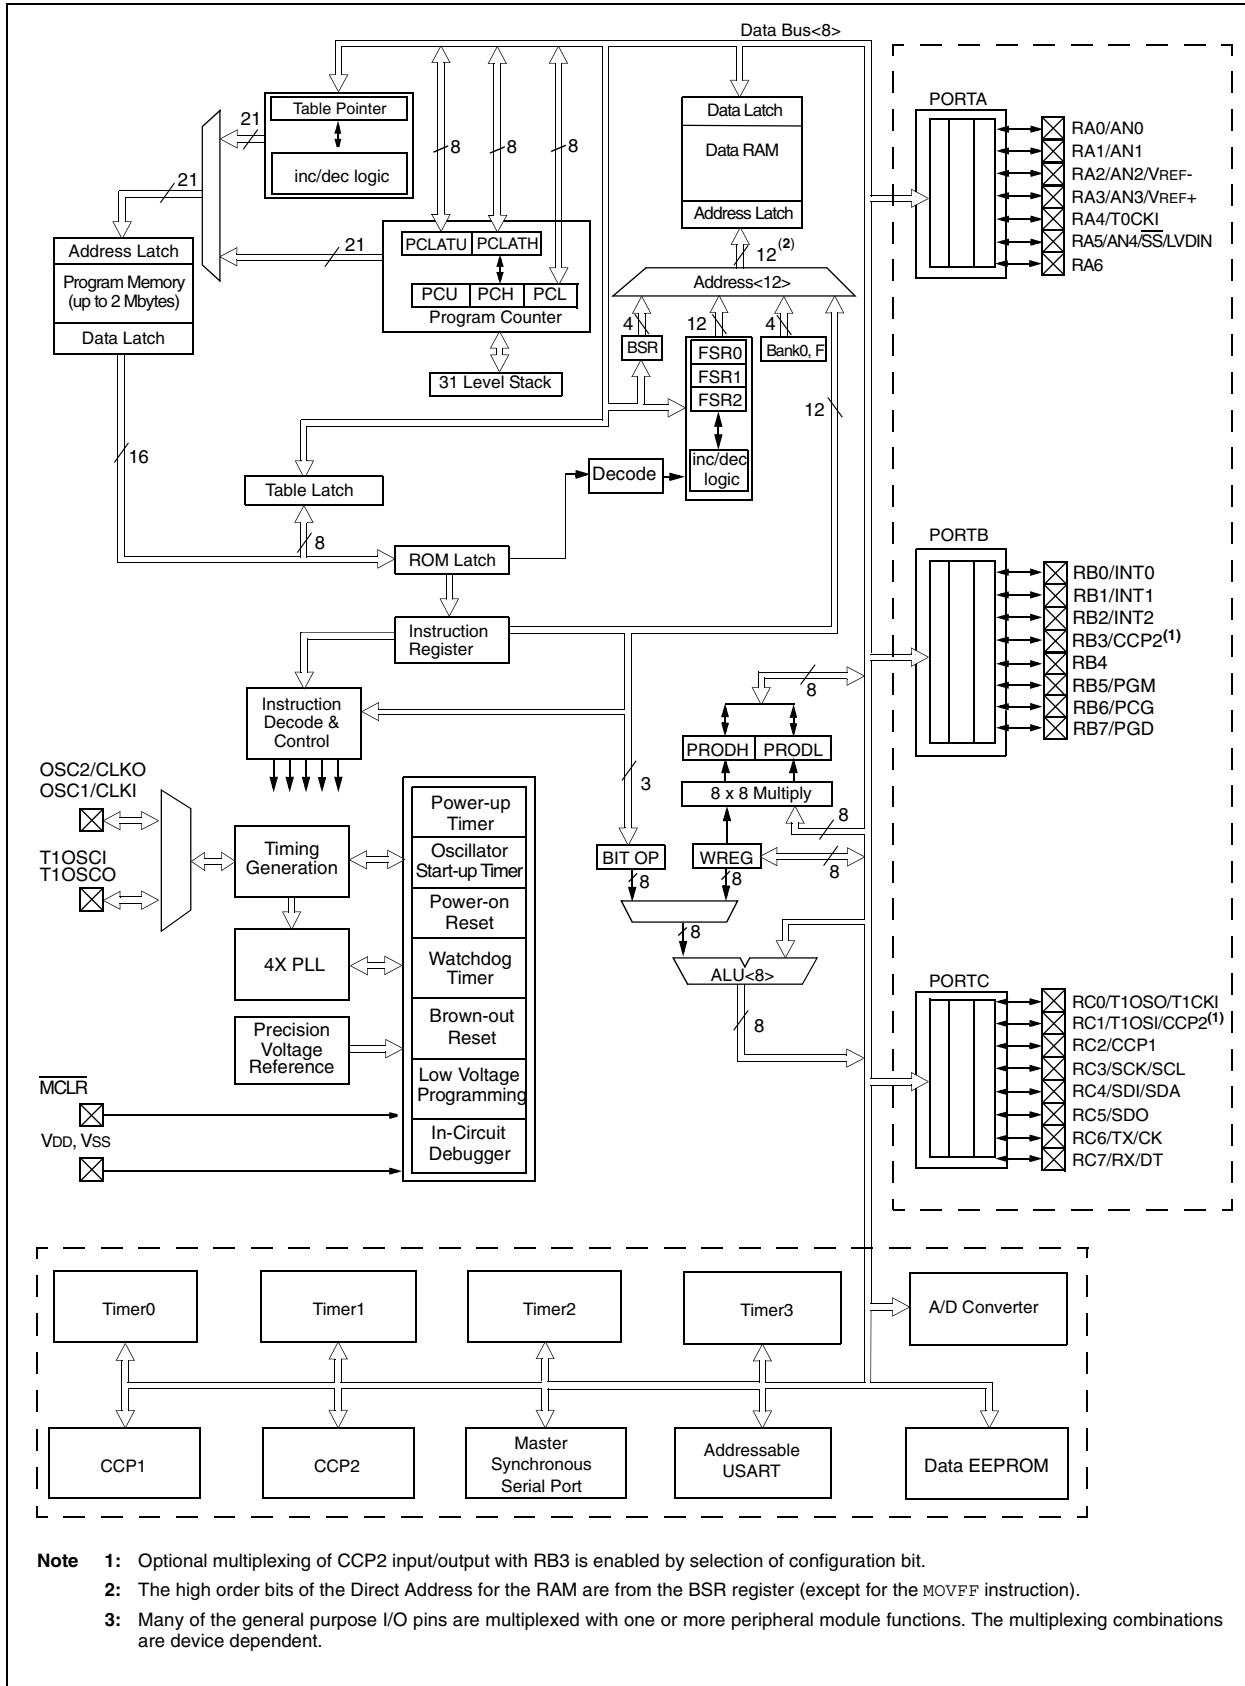 Data Bus<8>
PORTA
Table Pointer
21
Data Latch
RA0/AN0
8
8
8
Data RAM
RA1/AN1
inc/dec logic
RA2/AN2/VREF-
21
RA3/AN3/VREF+
Address Latch
RA4/T0CKI
PCLATU
PCLATH
21
RA5/AN4/SS/LVDIN
Address Latch
12(2)
RA6
Program Memory
(up to 2 Mbytes)
Address<12>
PCU
PCH
PCL
Program Counter
4
12
4
Data Latch
BSR
FSR0
Bank0, F
FSR1
31 Level Stack
FSR2
12
16
inc/dec
logic
Decode
Table Latch
8
ROM Latch
PORTB
RB0/INT0
RB1/INT1
RB2/INT2
Instruction
Register
RB3/CCP2(1)
RB4
8
RB5/PGM
Instruction
Decode &
Control
RB6/PCG
RB7/PGD
PRODH
PRODL
OSC2/CLKO
OSC1/CLKI
3
8 x 8 Multiply
Power-up
Timer
8
Timing
Generation
T1OSCI
T1OSCO
Oscillator
Start-up Timer
BIT OP
WREG
8
8
8
Power-on
Reset
8
4X PLL
Watchdog
Timer
ALU<8>
PORTC
RC0/T1OSO/T1CKI
Precision
Voltage
Reference
Brown-out
Reset
8
RC1/T1OSI/CCP2(1)
RC2/CCP1
MCLR
Low Voltage
Programming
RC3/SCK/SCL
RC4/SDI/SDA
RC5/SDO
VDD, VSS
In-Circuit
Debugger
RC6/TX/CK
RC7/RX/DT
Timer0
Timer1
Timer2
Timer3
A/D Converter
CCP1
CCP2
Master
Synchronous
Serial Port
Addressable
USART
Data EEPROM
Note 1: Optional multiplexing of CCP2 input/output with RB3 is enabled by selection of configuration bit.
2: The high order bits of the Direct Address for the RAM are from the BSR register (except for the MOVFF instruction).
3: Many of the general purpose I/O pins are multiplexed with one or more peripheral module functions. The multiplexing combinations
are device dependent.